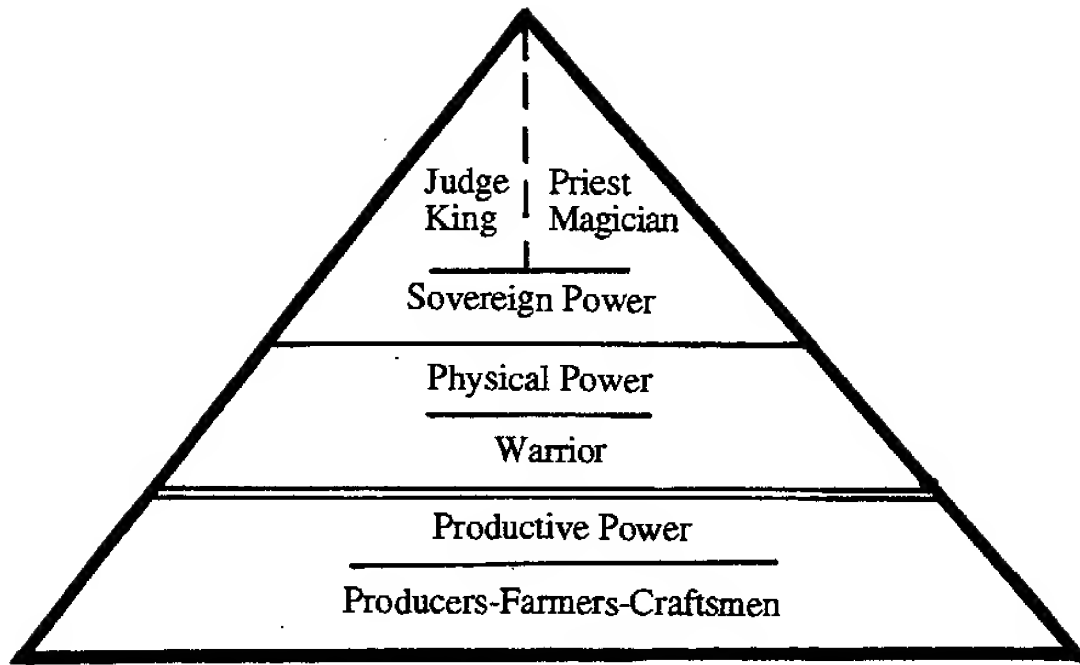 Judge
King
Priest
Magician
Sovereign Power
Physical Power
Warrior
Productive Power
Producers-Farmers-Craftsmen